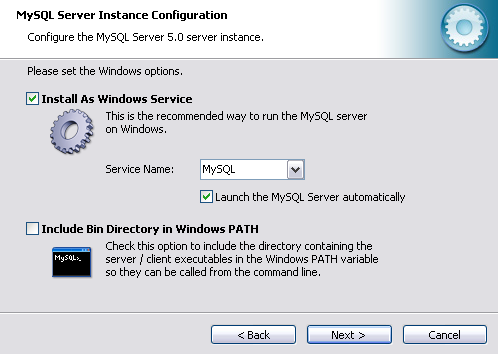 MySQL Server Instance Configuration
Configure the MySQL Server 5.0 server instance.
Please set the Windows options.
Install As Windows Service
This is the recommended way to run the MySQL server
on Windows.
Service Name:
MySQL
Launch the MySQL Server automatically
Include Bin Directory in Windows PATH
MySQL>_
Check this option to include the directory containing the
server / client executables in the Windows PATH variable
so they can be called from the command line.
< Back
Next >
Cancel